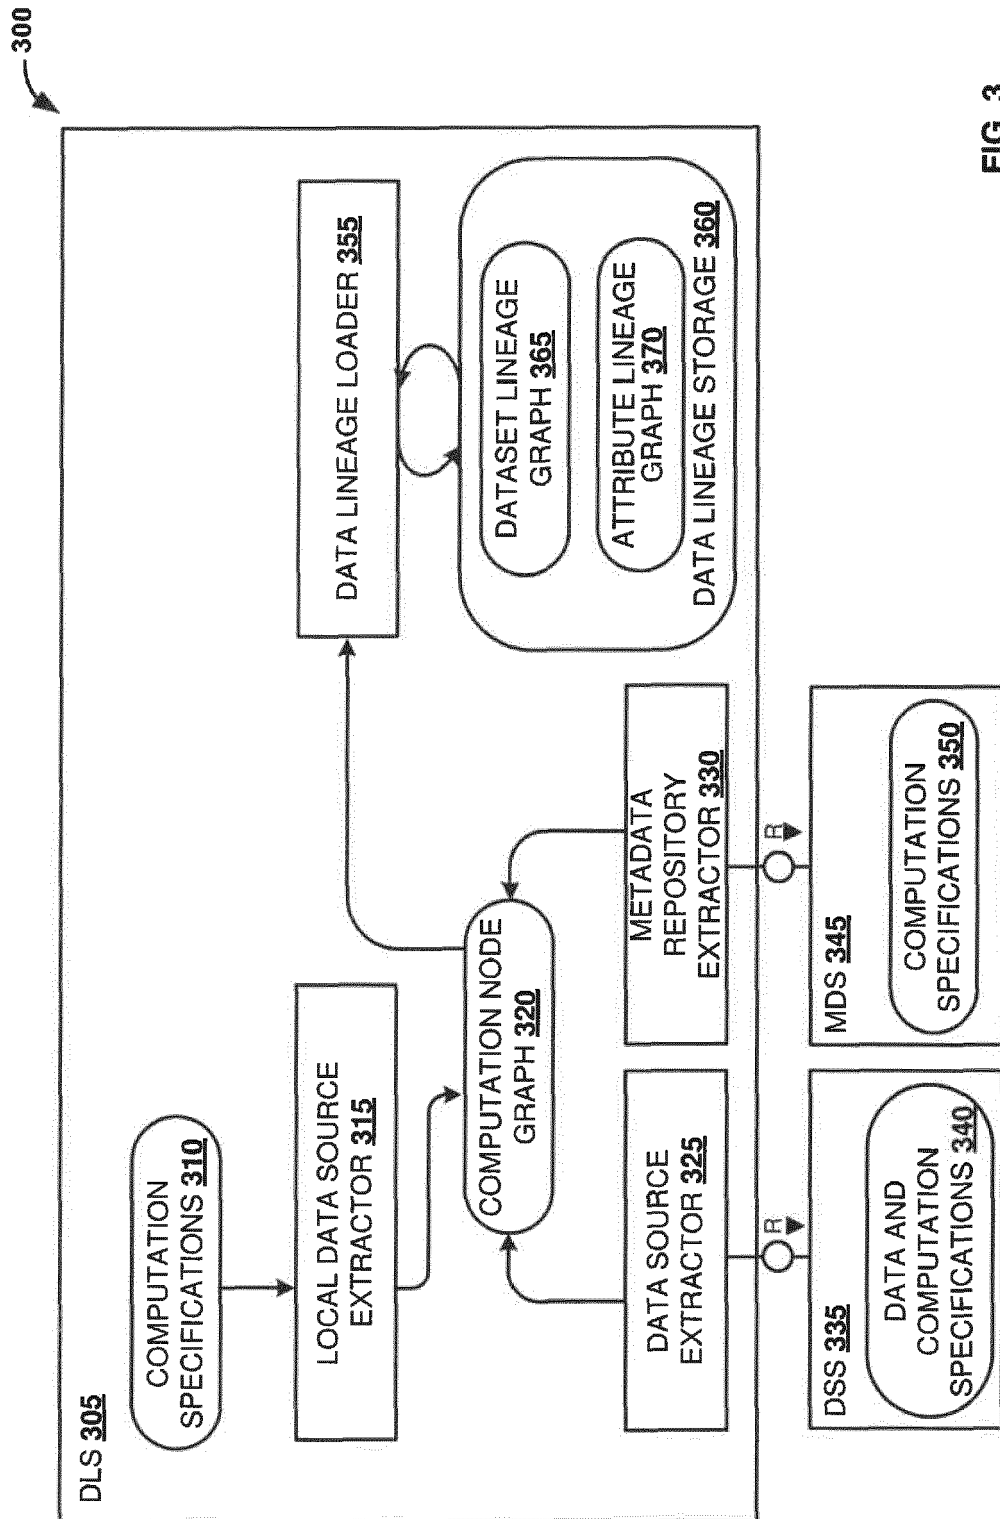 300
DLS 305
COMPUTATION
SPECIFICATIONS 310
LOCAL DATA SOURCE
EXTRACTOR 315
COMPUTATION NODE
GRAPH 320
DATA SOURCE
EXTRACTOR 325
METADATA
REPOSITORY
EXTRACTOR 330
R
R
DSS 335
DATA AND
COMPUTATION
SPECIFICATIONS 340
MDS 345
COMPUTATION
SPECIFICATIONS 350
DATA LINEAGE LOADER 355
DATASET LINEAGE
GRAPH 365
ATTRIBUTE LINEAGE
GRAPH 370
DATA LINEAGE STORAGE 360
FIG. 3